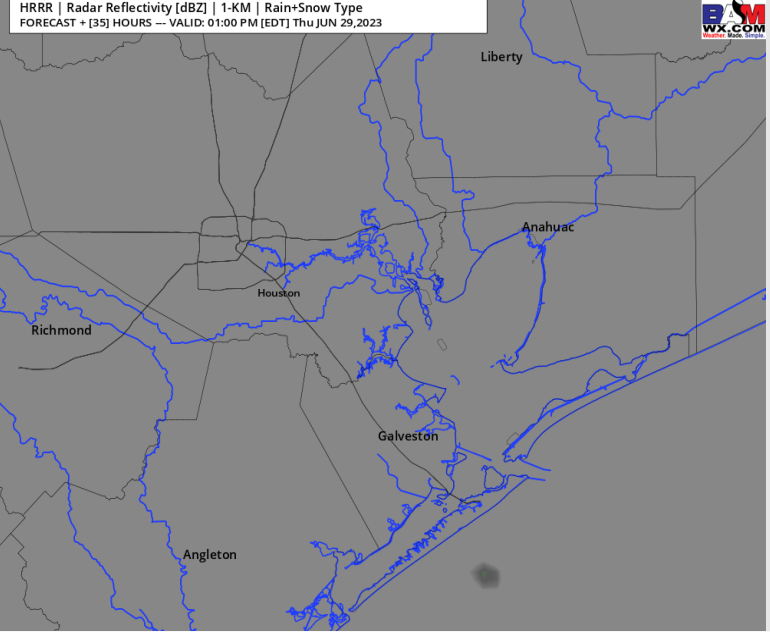 HRRR | Radar Reflectivity [dBZ] | 1-KM | Rain+Snow Type
FORECAST + [35] HOURS --- VALID: 01:00 PM [EDT] Thu JUN 29,2023
BAM
WX.COM
Weather. Made. Simple.
Liberty
Anahuac
Houston
Richmond
Galveston
Angleton